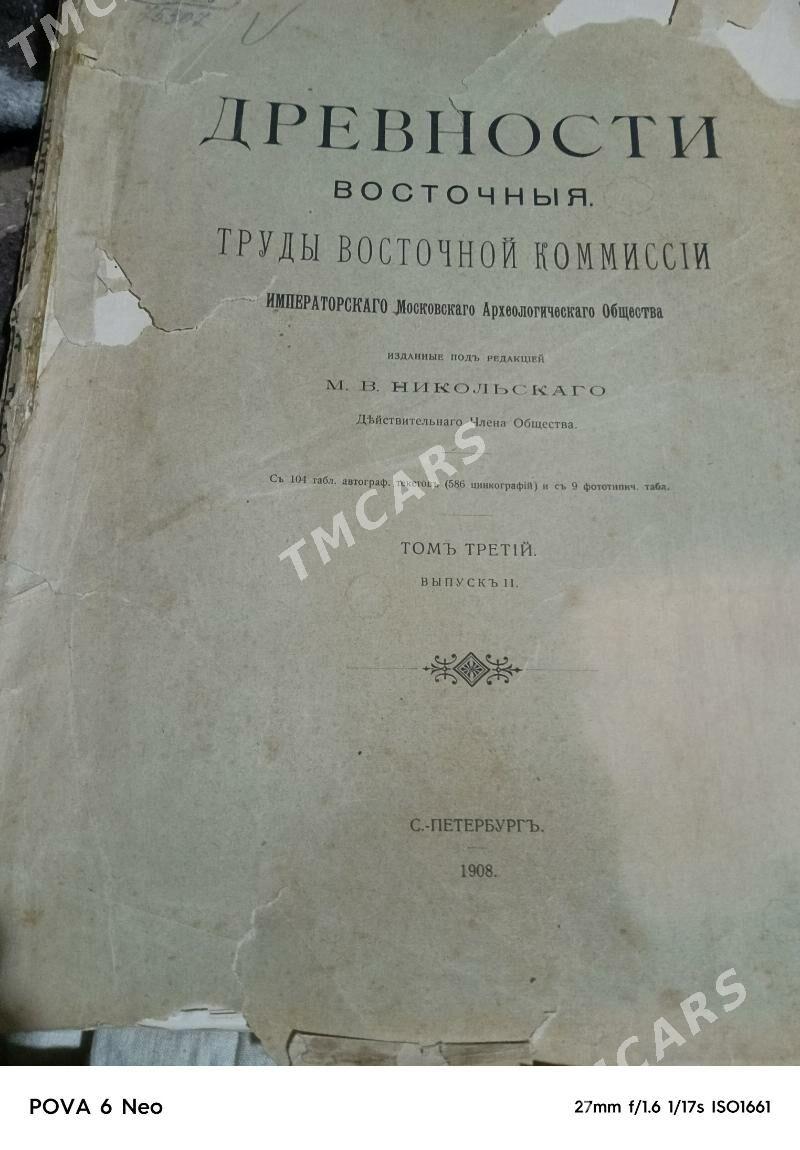 TMCARS
75302
ДРЕВНОСТИ
ВОСТОЧНЫЯ.
ТРУДЫ ВОСТОЧНОЙ КОММИССІИ
ИМПЕРАТОРСКАГО Московскаго Археологическаго Общества
ИЗДАННЫЕ ПОДЪ РЕДАКЦІЕЙ
М. В. НИКОЛЬСКАГО
Дѣйствительнаго Члена Общества.
Съ 104 табл. автограф. текстовъ (586 цинкографій) и съ 9 фототипич. табл.
TMCARS
ТОМЪ ТРЕТІЙ.
ВЫПУСКЪ II.
С.-ПЕТЕРБУРГЪ.
1908.
TMCARS
POVA 6 Neo
27mm f/1.6 1/17s ISO1661